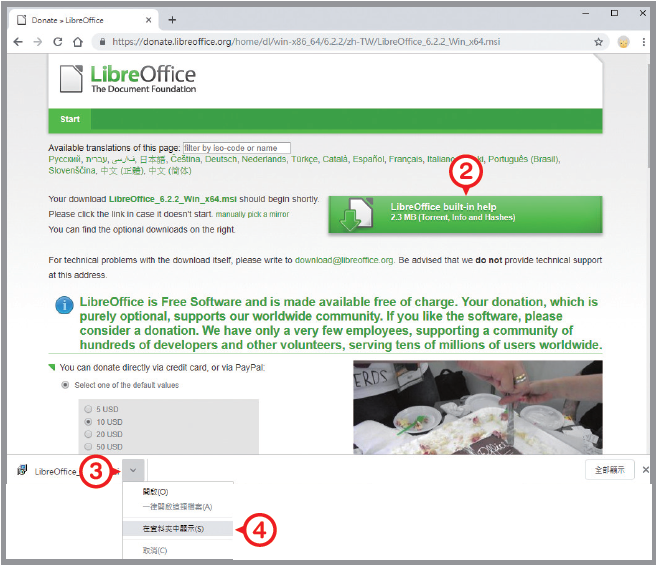 Donate » LibreOffice
1
https://donate.libreoffice.org/home/dl/win-x86_64/6.2.2/zh-TW/LibreOffice_6.2.2_Win_x64.msi
LibreOffice
The Document Foundation
Start
Available translations of this page: filter by iso-code or name
Русский, עברית, فارسی, 日本語, Čeština, Deutsch, Nederlands, Türkçe, Català, Español, Français, Italiano, ki, Português (Brasil),
Slovenščina, 中文 (正體), 中文 (简体)
2
Your download LibreOffice_6.2.2_Win_x64.msi should begin shortly.
Please click the link in case it doesn't start. manually pick a mirror
You can find the optional downloads on the right.
LibreOffice built-in help
2.3 MB (Torrent, Info and Hashes)
For technical problems with the download itself, please write to download@libreoffice.org. Be advised that we do not provide technical support
at this address.
LibreOffice is Free Software and is made available free of charge. Your donation, which is
purely optional, supports our worldwide community. If you like the software, please
consider a donation. We have only a very few employees, supporting a community of
hundreds of developers and other volunteers, serving tens of millions of users worldwide.
You can donate directly via credit card, or via PayPal:
Select one of the default values
5 USD
10 USD
20 USD
50 USD
ERDS
LibreOffice_
3
全部顯示
開啟(O)
一律開啟這類檔案(A)
在資料夾中顯示(S)
4
取消(C)